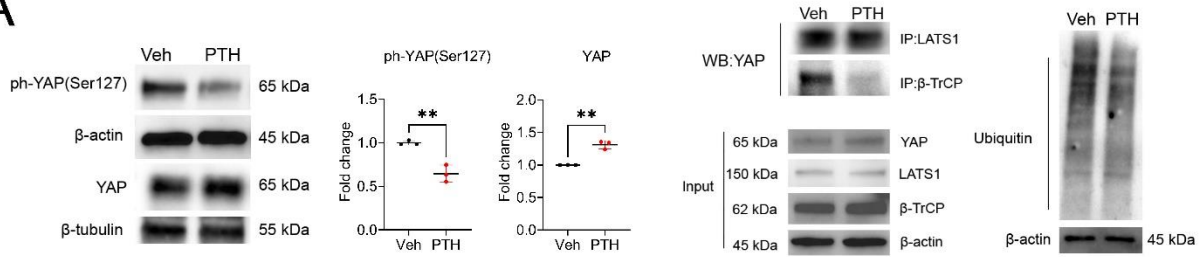 A
Veh PTH
ph-YAP(Ser127) 65 kDa
β-actin 45 kDa
YAP 65 kDa
β-tubulin 55 kDa
ph-YAP(Ser127)
Fold change
1.5
1.0
0.5
0.0
**
Veh PTH
YAP
Fold change
2.0
1.5
1.0
0.5
0.0
**
Veh PTH
Veh PTH
WB:YAP
IP:LATS1
IP:β-TrCP
Input
65 kDa YAP
150 kDa LATS1
62 kDa β-TrCP
45 kDa β-actin
Veh PTH
Ubiquitin
β-actin 45 kDa